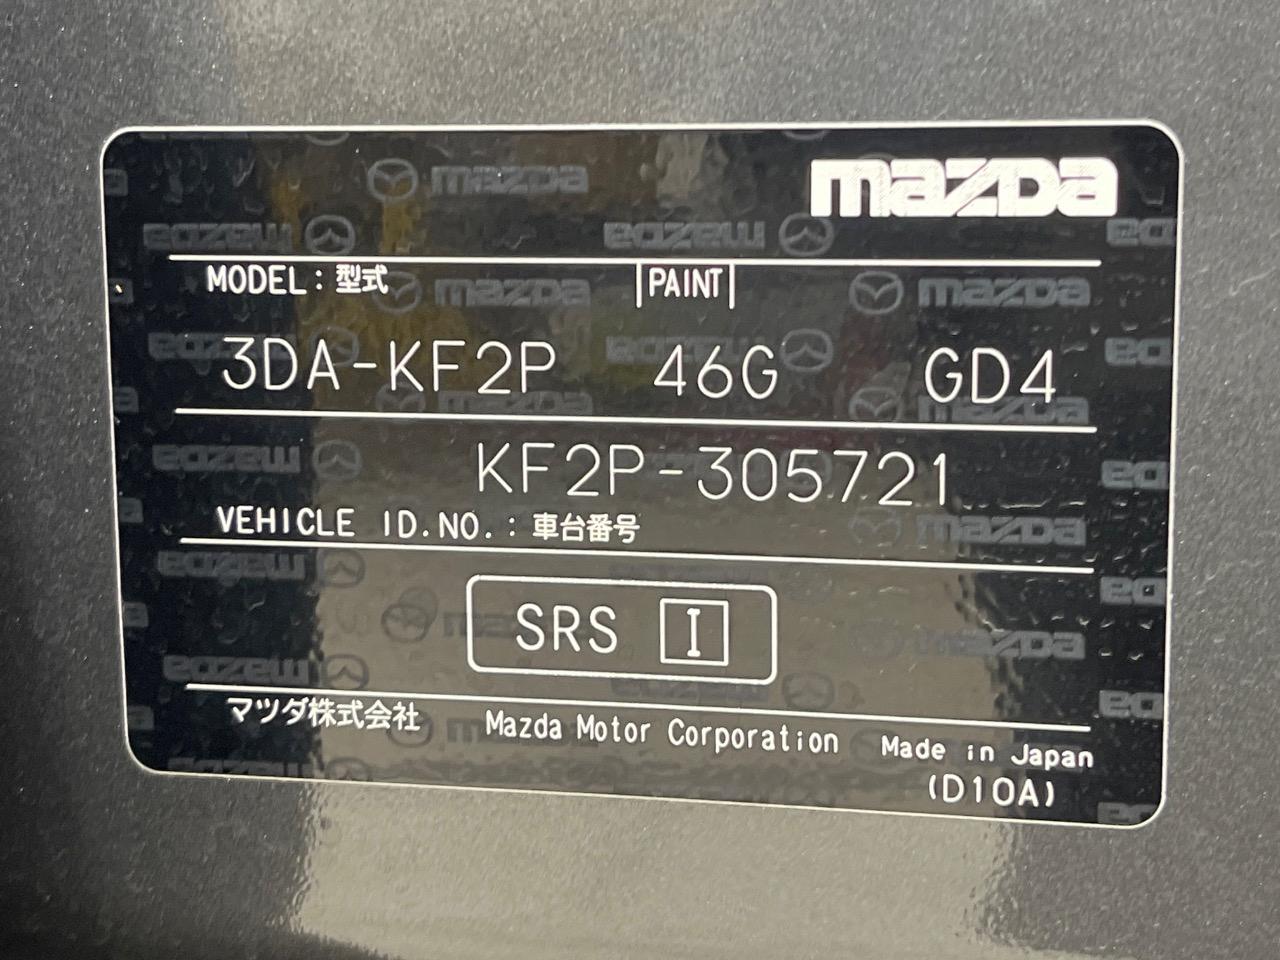 mazda
MODEL：型式 PAINT
3DA-KF2P 46G GD4
KF2P-305721
VEHICLE ID.NO.：車台番号
SRS I
マツダ株式会社 Mazda Motor Corporation Made in Japan
(D10A)